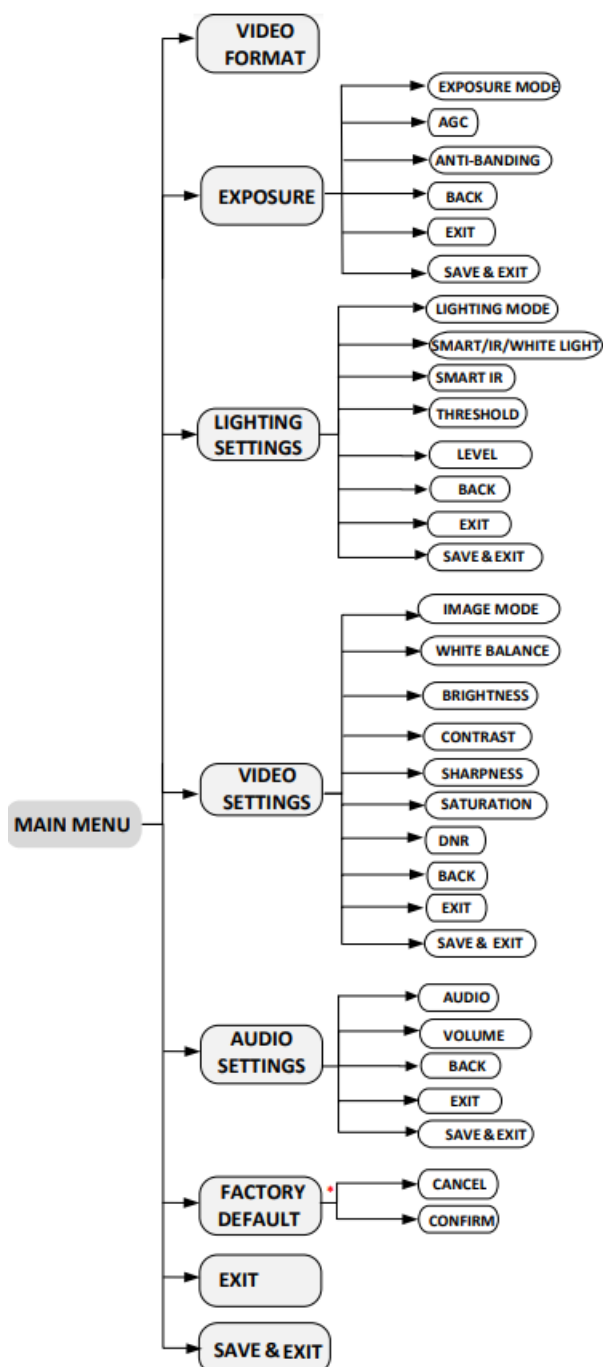 VIDEO
FORMAT
EXPOSURE MODE
AGC
ANTI-BANDING
EXPOSURE
BACK
EXIT
SAVE & EXIT
LIGHTING MODE
SMART/IR/WHITE LIGHT
SMART IR
THRESHOLD
LIGHTING
SETTINGS
LEVEL
BACK
EXIT
SAVE & EXIT
IMAGE MODE
WHITE BALANCE
BRIGHTNESS
CONTRAST
SHARPNESS
VIDEO
SETTINGS
SATURATION
MAIN MENU
DNR
BACK
EXIT
SAVE & EXIT
AUDIO
VOLUME
AUDIO
SETTINGS
BACK
EXIT
SAVE & EXIT
FACTORY
DEFAULT
*
CANCEL
CONFIRM
EXIT
SAVE & EXIT